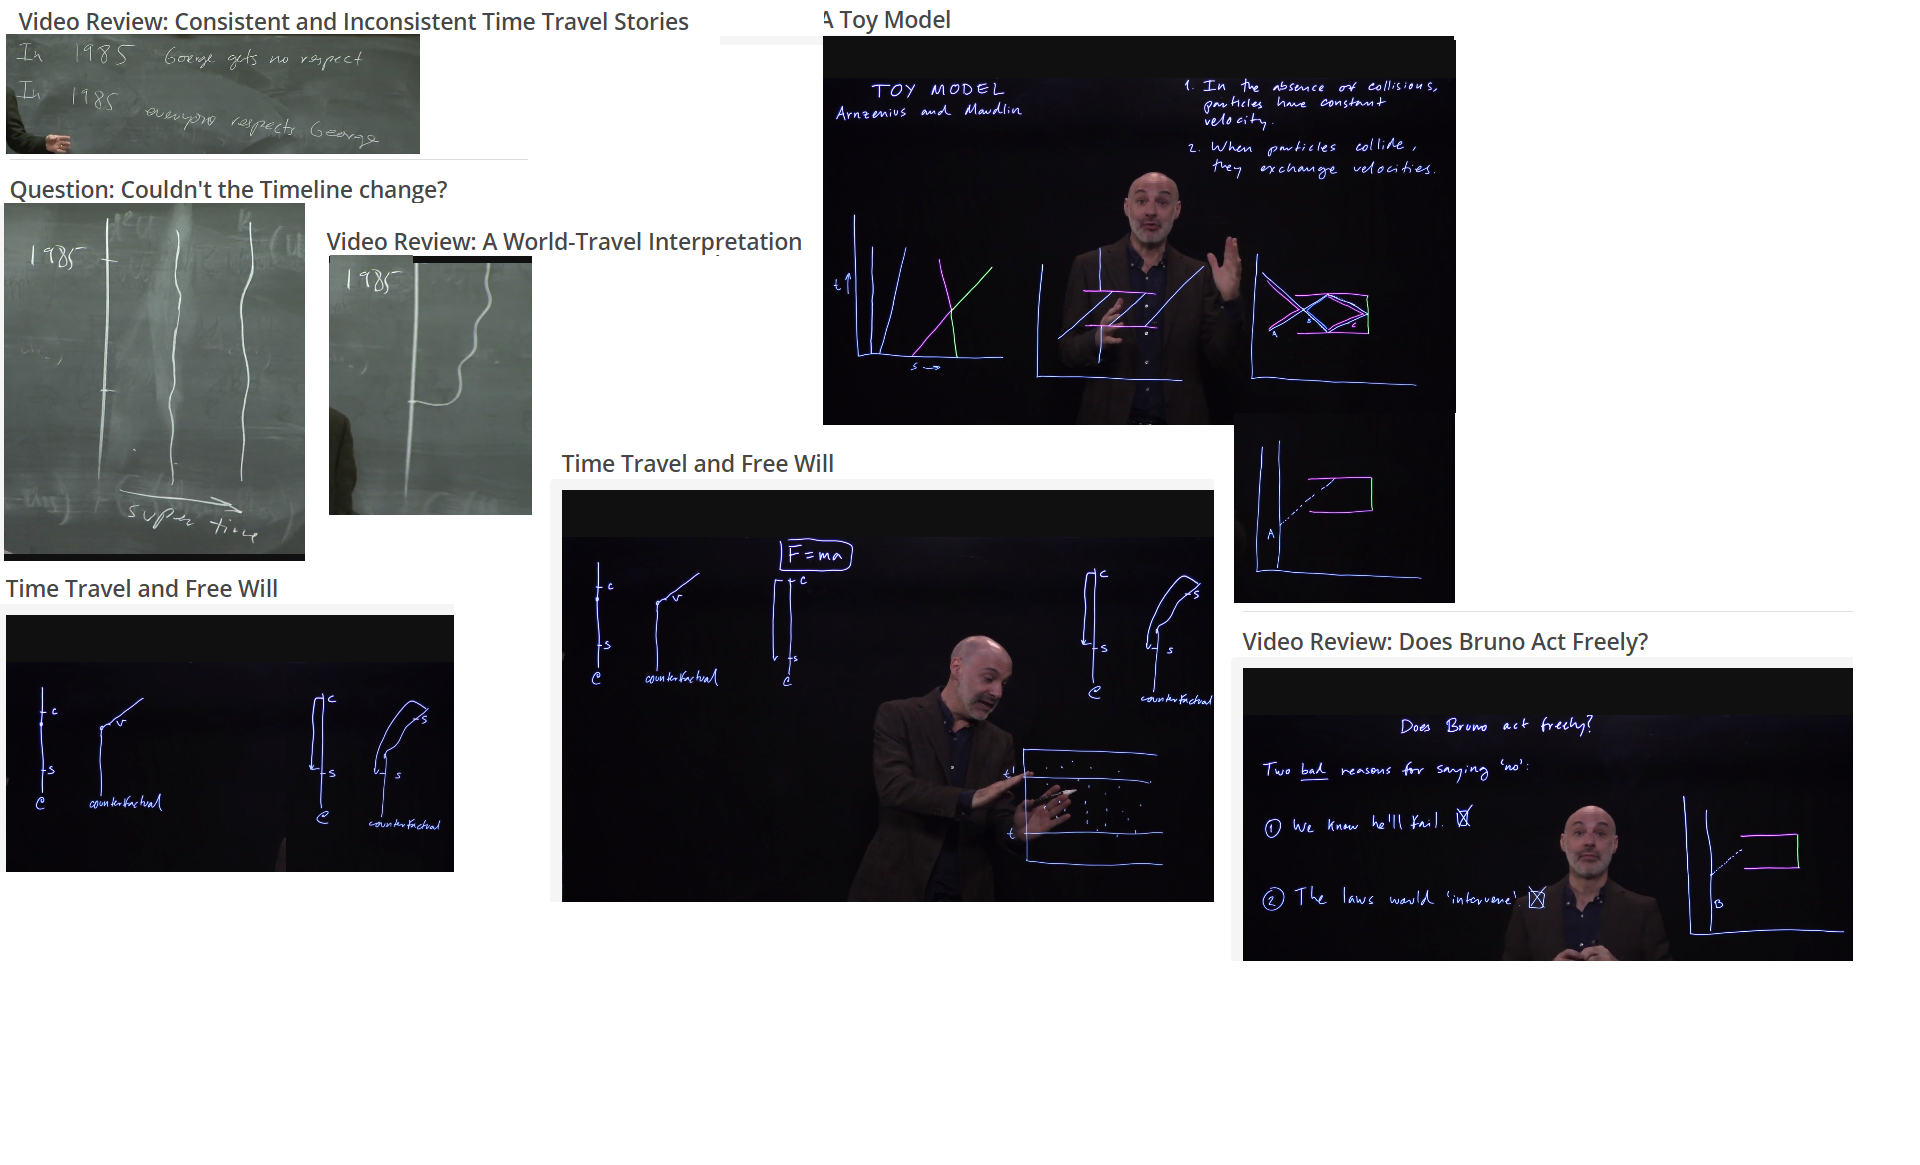 Video Review: Consistent and Inconsistent Time Travel Stories
In 1985 George gets no respect
In 1985 everyone respects George
Question: Couldn't the Timeline change?
1985
super time
Video Review: A World-Travel Interpretation
1985
Time Travel and Free Will
c
s
C
v
counterfactual
c
s
C
s
s
counterfactual
Time Travel and Free Will
F = ma
c
s
C
v
counterfactual
c
s
C
c
s
C
s
s
counterfactual
t'
t
A Toy Model
TOY MODEL
Arnzenius and Maudlin
1. In the absence of collisions,
particles have constant
velocity.
2. When particles collide,
they exchange velocities.
t
s
A
B
C
A
Video Review: Does Bruno Act Freely?
Does Bruno act freely?
Two bad reasons for saying 'no':
① We know he'll fail.
② The laws would 'intervene'.
B